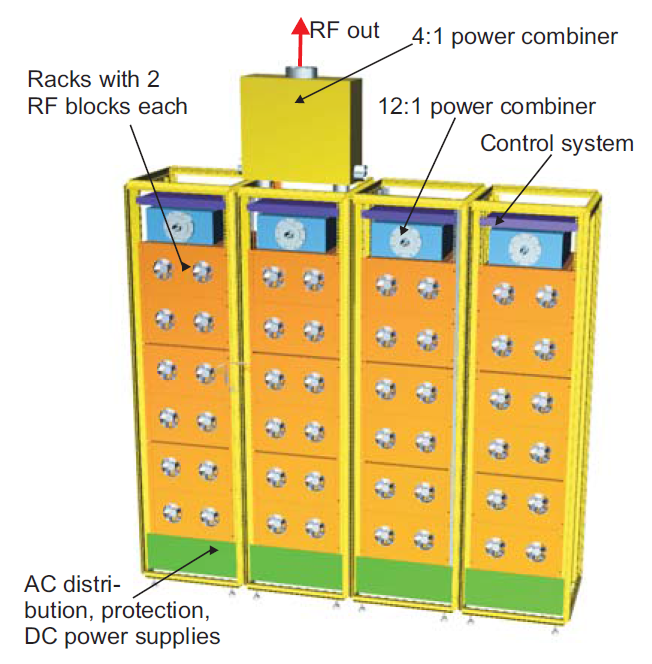 RF out
4:1 power combiner
Racks with 2
RF blocks each
12:1 power combiner
Control system
AC distri-
bution, protection,
DC power supplies